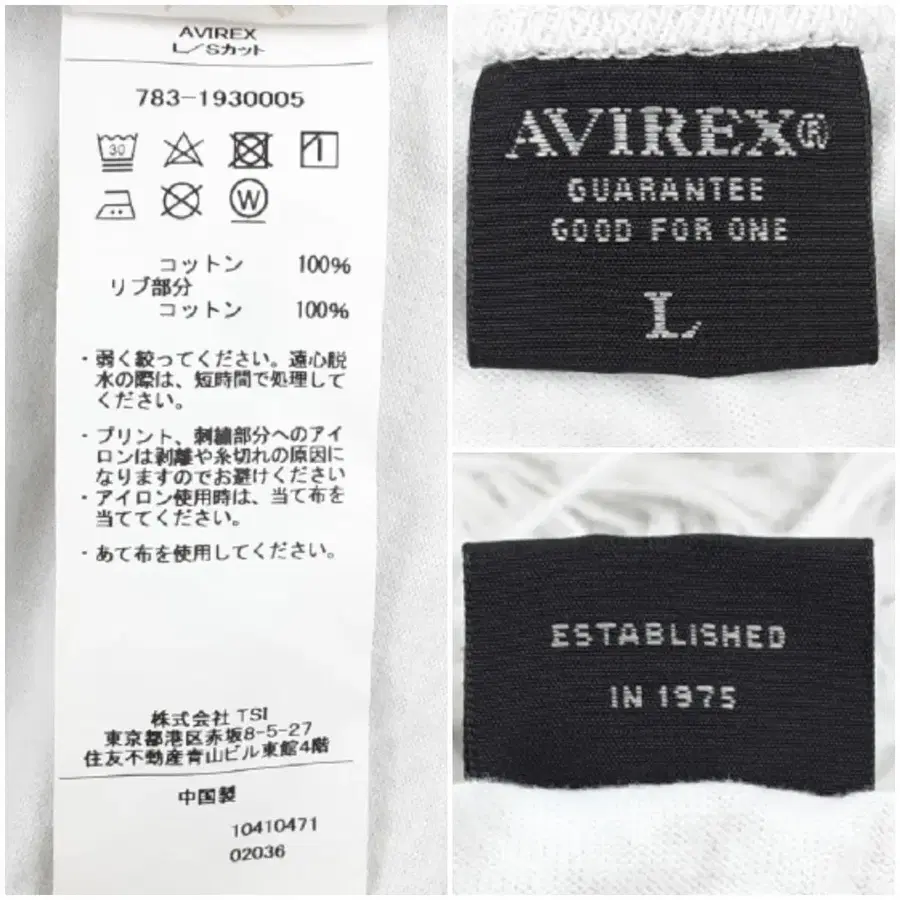 AVIREX
L/Sカット
783-1930005
30
W
コットン 100%
リブ部分
コットン 100%
・弱く絞ってください。遠心脱
水の際は、短時間で処理して
ください。
・プリント、刺繍部分へのアイ
ロンは剥離や糸切れの原因に
なりますのでお避けください
・アイロン使用時は、当て布を
当ててください。
・あて布を使用してください。
株式会社 TSI
東京都港区赤坂8-5-27
住友不動産青山ビル東館4階
中国製
10410471
02036
AVIREX®
GUARANTEE
GOOD FOR ONE
L
ESTABLISHED
IN 1975